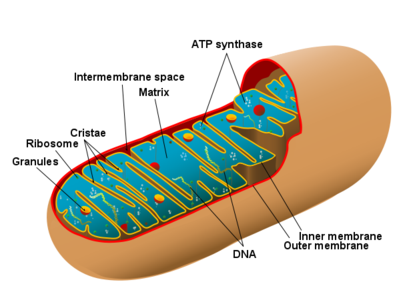 ATP synthase
Intermembrane space
Matrix
Cristae
Ribosome
Granules
Inner membrane
Outer membrane
DNA